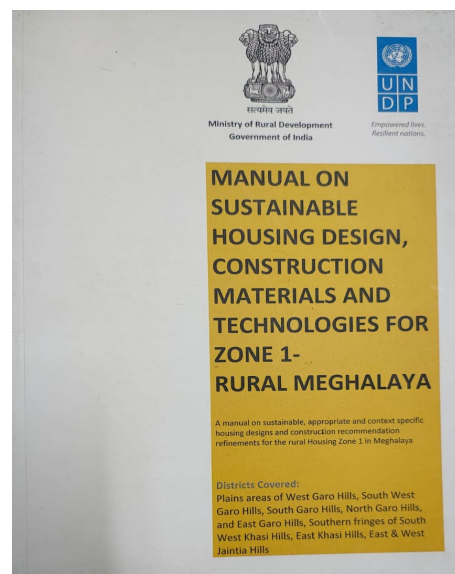 सत्यमेव जयते
Ministry of Rural Development
Government of India
U N
D P
Empowered lives.
Resilient nations.
MANUAL ON
SUSTAINABLE
HOUSING DESIGN,
CONSTRUCTION
MATERIALS AND
TECHNOLOGIES FOR
ZONE 1-
RURAL MEGHALAYA
A manual on sustainable, appropriate and context specific
housing designs and construction recommendation
refinements for the rural Housing Zone 1 in Meghalaya
Districts Covered:
Plains areas of West Garo Hills, South West
Garo Hills, South Garo Hills, North Garo Hills,
and East Garo Hills, Southern fringes of South
West Khasi Hills, East Khasi Hills, East & West
Jaintia Hills